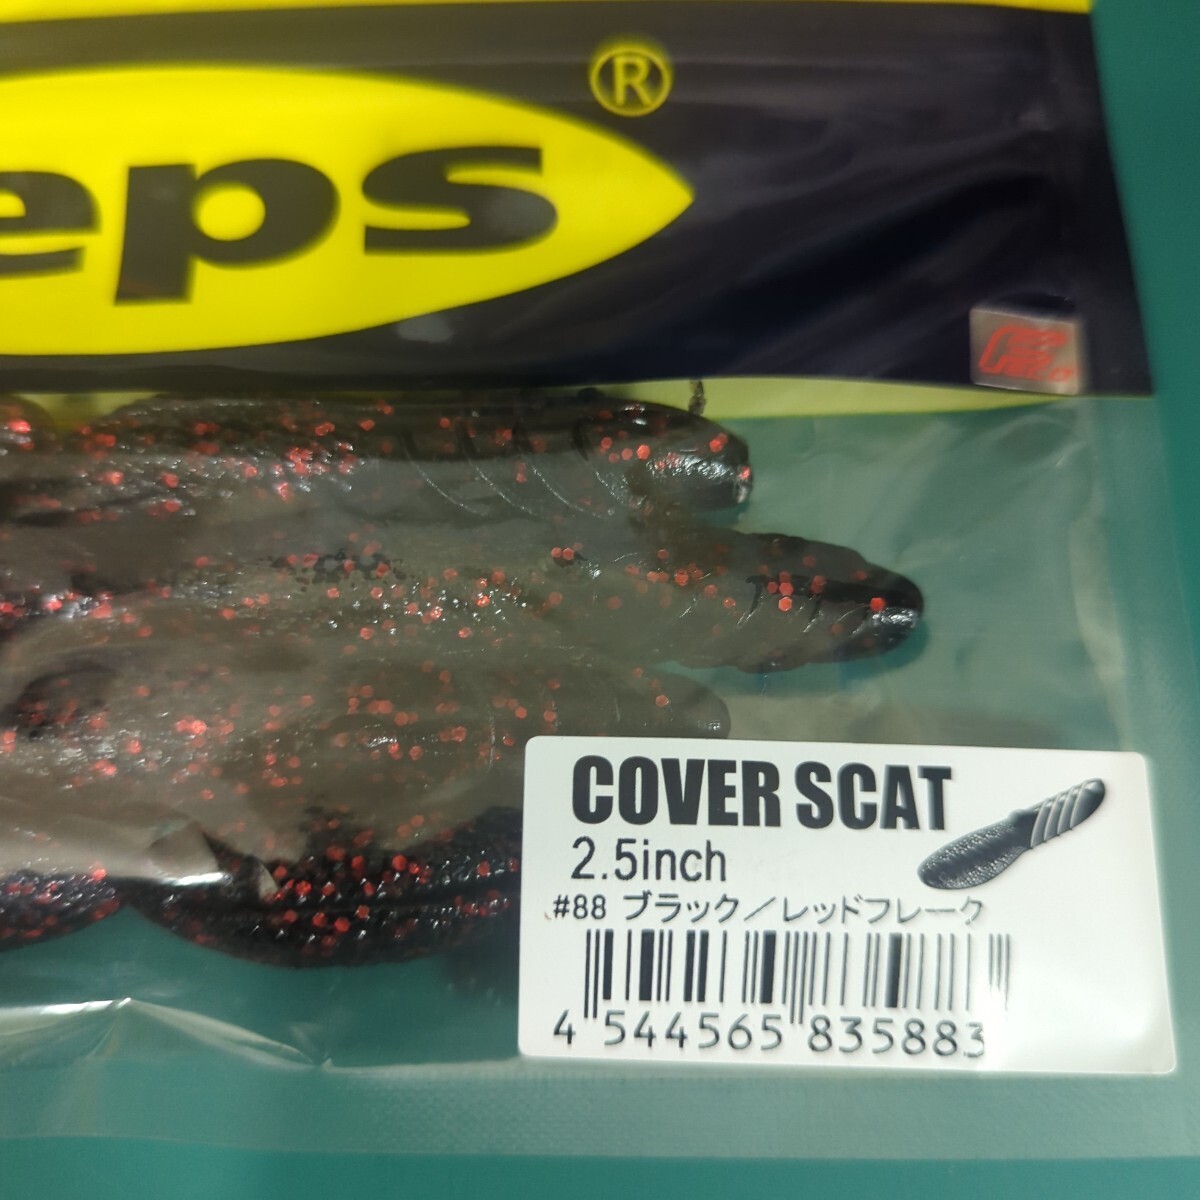 eps®
COVER SCAT
2.5inch
#88 ブラック／レッドフレーク
4 544565 835883